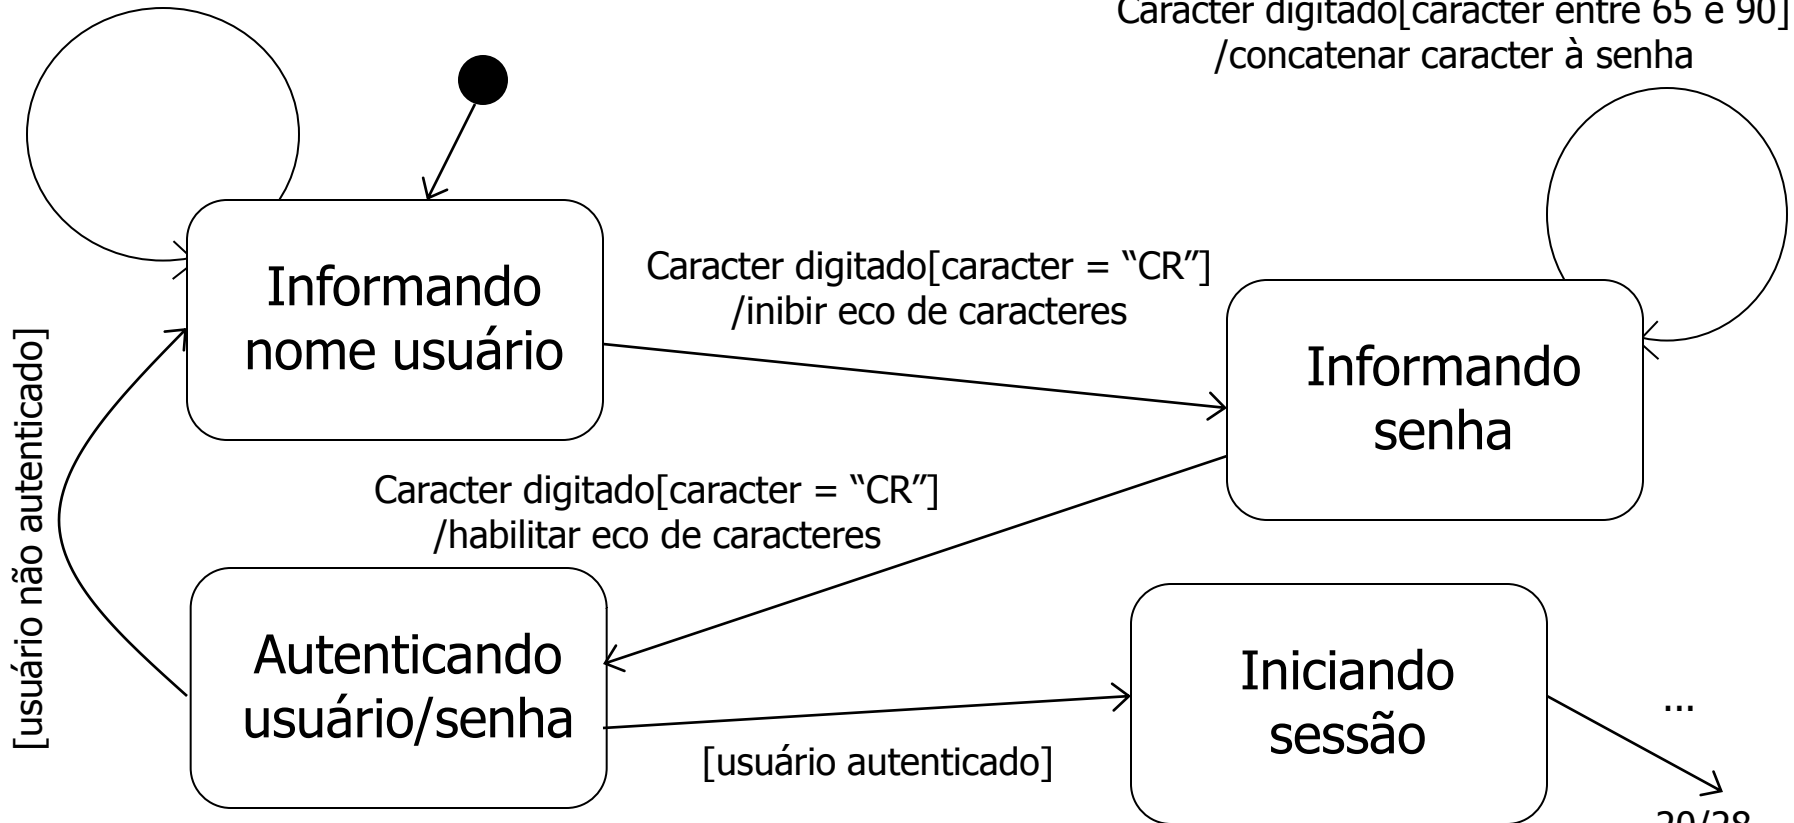 Caracter digitado[caracter entre 65 e 90]
/concatenar caracter à senha
Informando
nome usuário
Caracter digitado[caracter = “CR”]
/inibir eco de caracteres
Informando
senha
[usuário não autenticado]
Caracter digitado[caracter = “CR”]
/habilitar eco de caracteres
Autenticando
usuário/senha
[usuário autenticado]
Iniciando
sessão
...
20/28